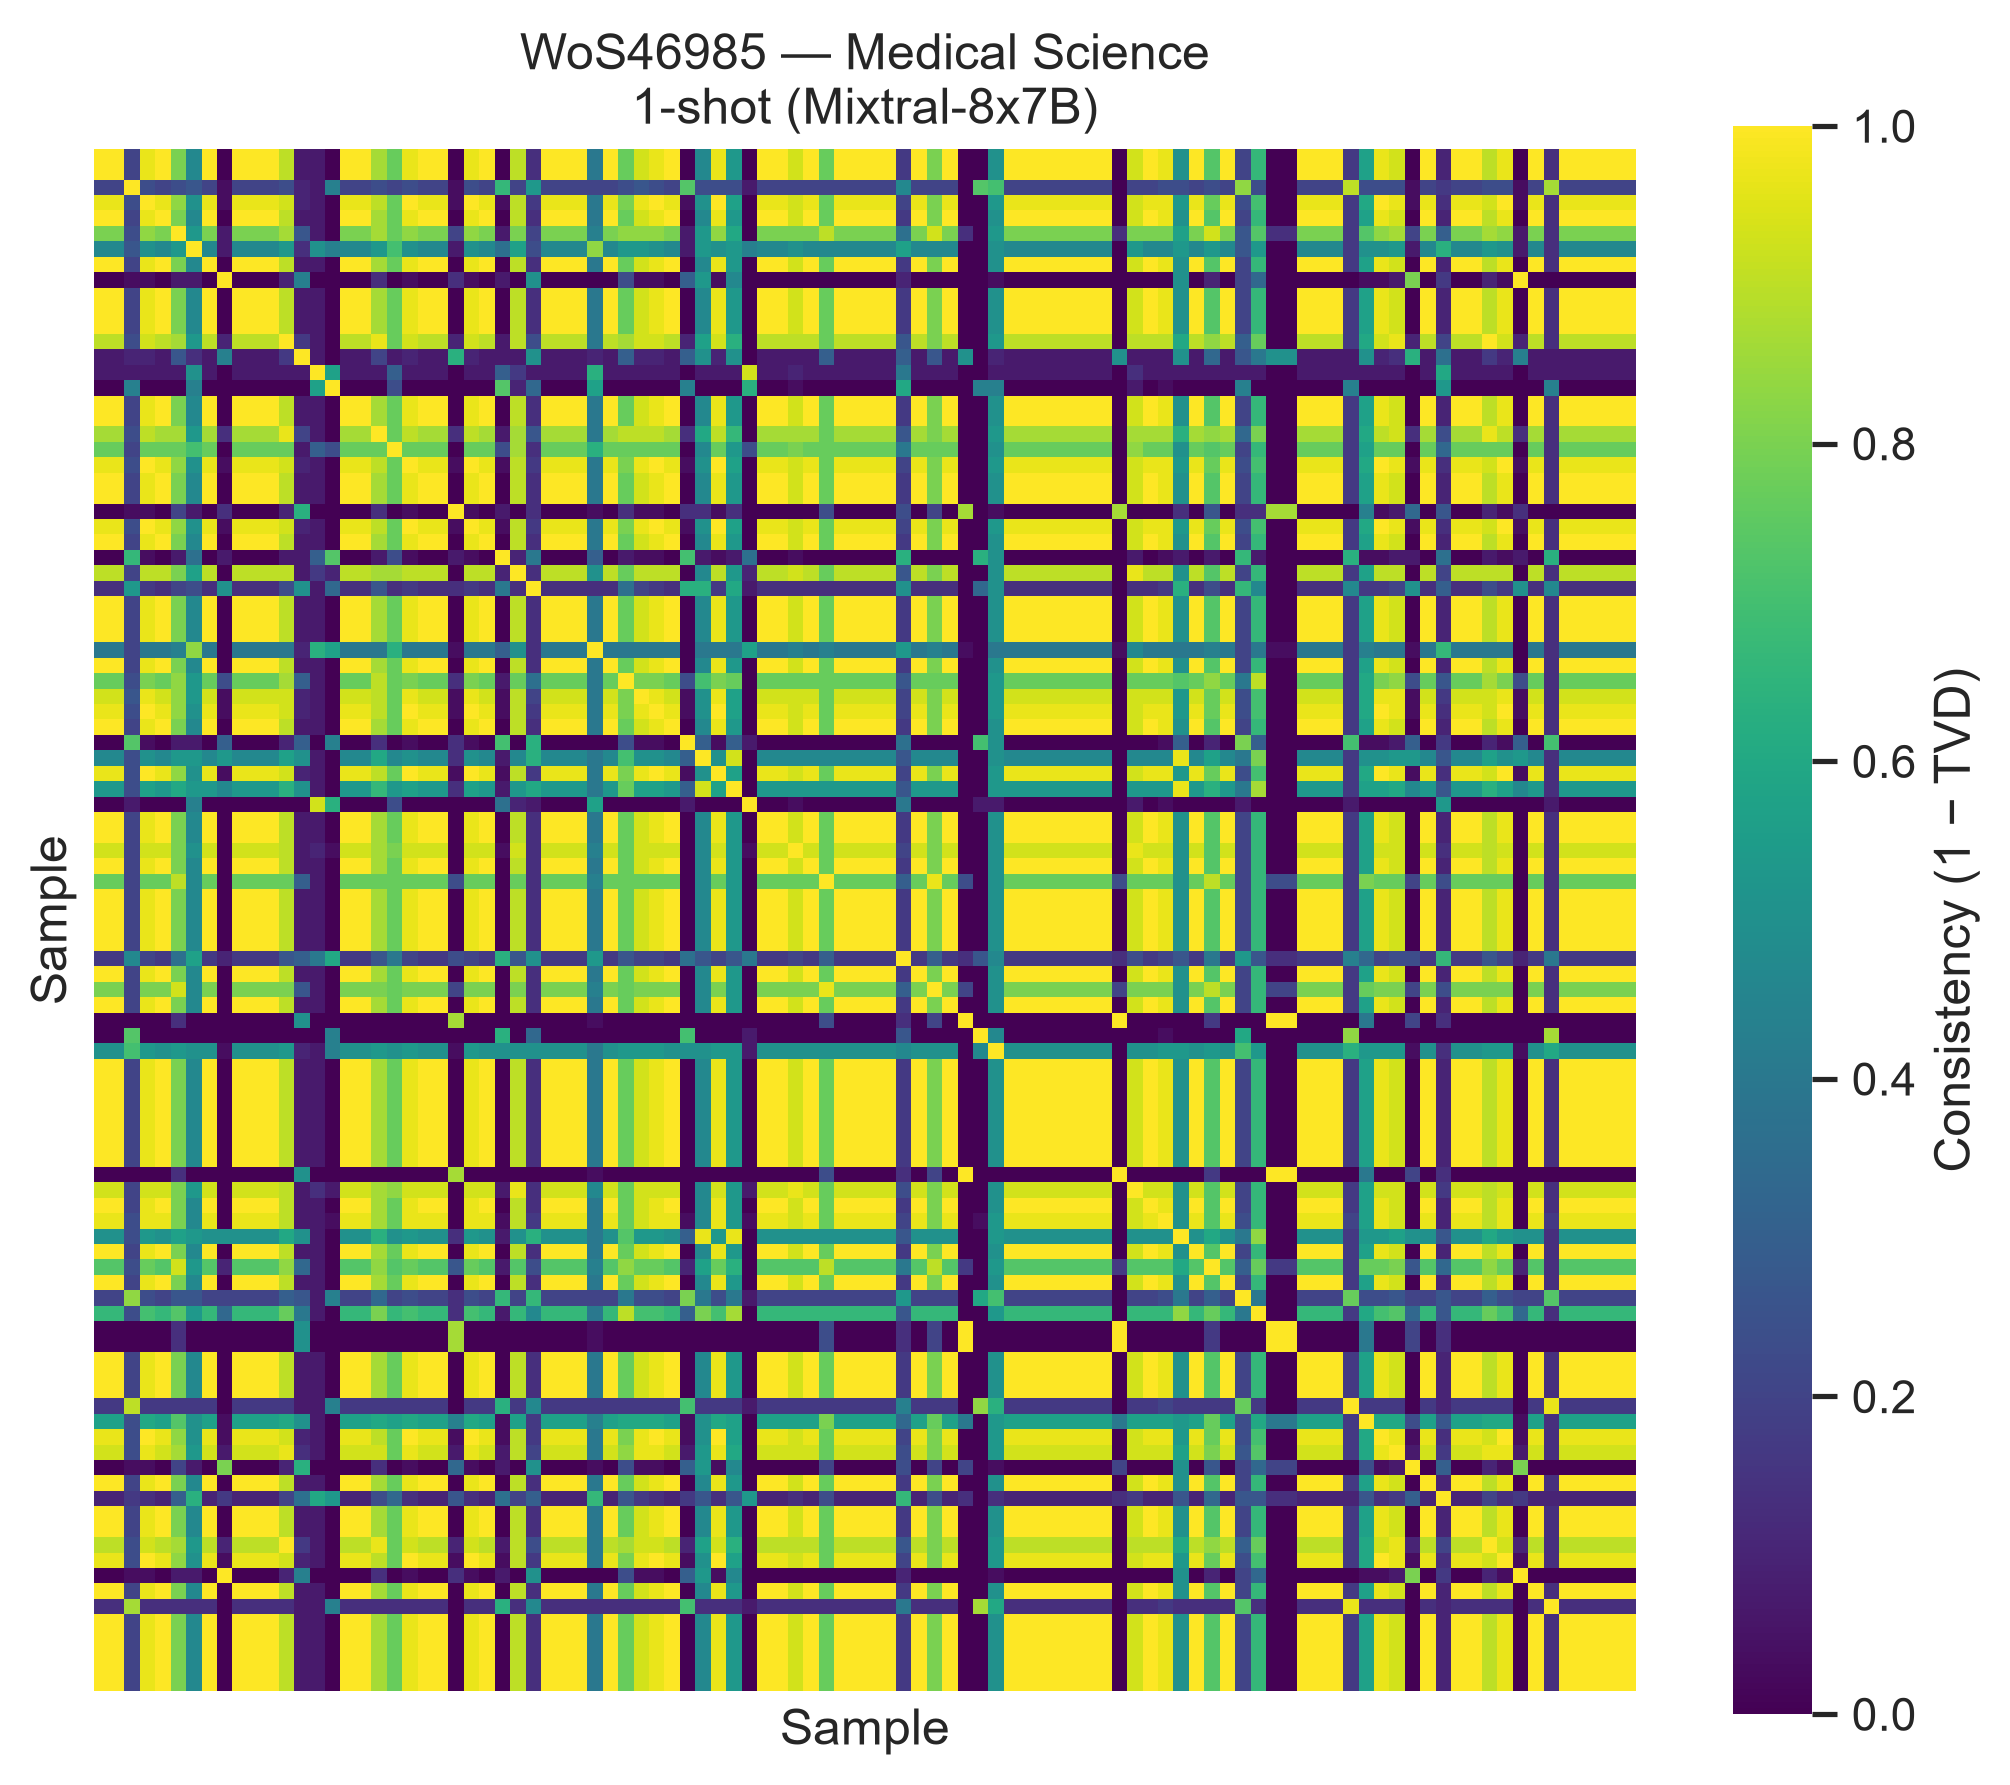 WoS46985 — Medical Science
1-shot (Mixtral-8x7B)
Sample
Sample
1.0
0.8
0.6
0.4
0.2
0.0
Consistency (1 − TVD)